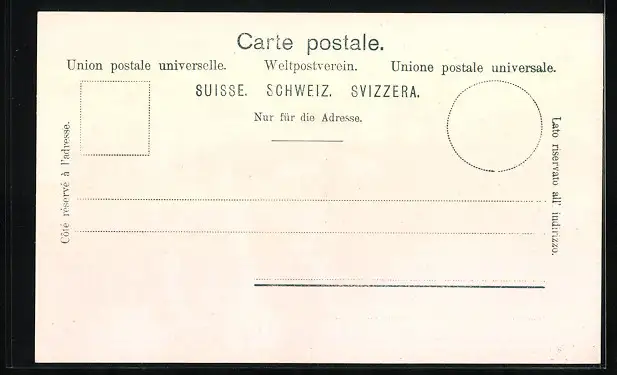 Carte postale.
Union postale universelle. Weltpostverein. Unione postale universale.
SUISSE. SCHWEIZ. SVIZZERA.
Nur für die Adresse.
Côté réservé à l'adresse.
Lato riservato all' indirizzo.